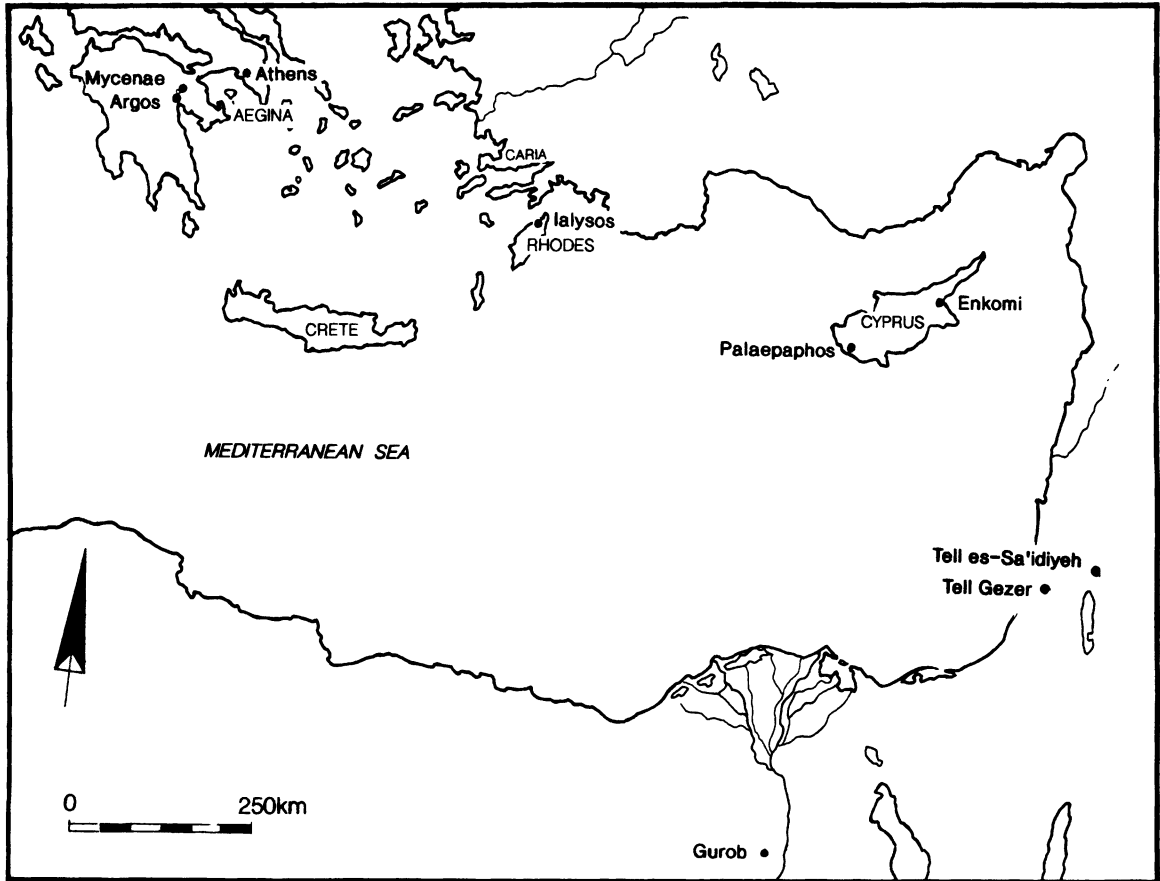 Mycenae
Athens
Argos
AEGINA
CARIA
Ialysos
RHODES
CRETE
Enkomi
CYPRUS
Palaepaphos
MEDITERRANEAN SEA
Tell es-Sa'idiyeh
Tell Gezer
0 250km
Gurob